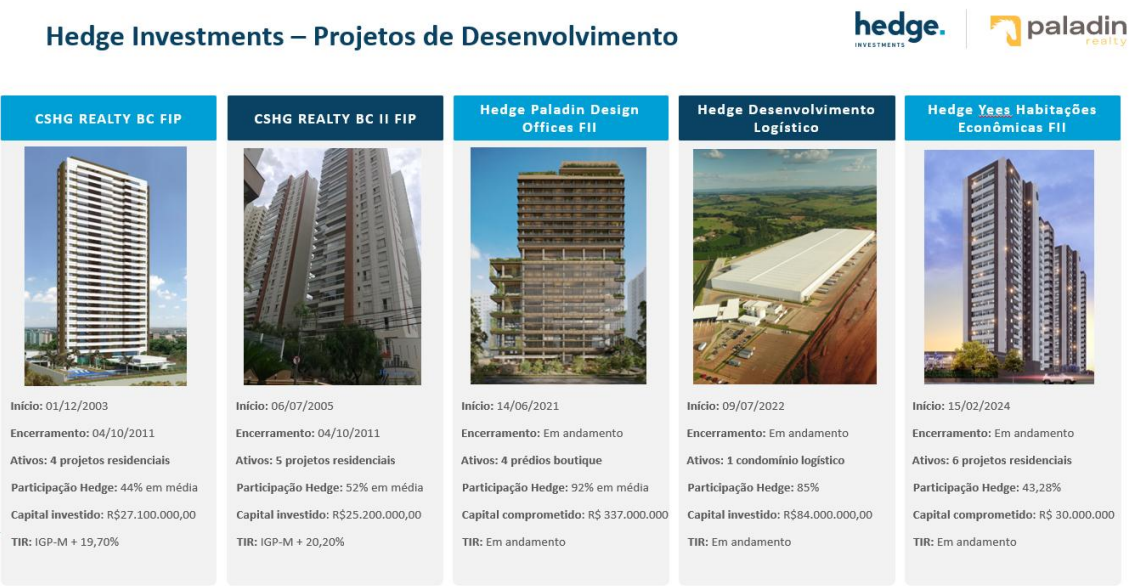 Hedge Investments – Projetos de Desenvolvimento
hedge.
INVESTMENTS
paladin
realty
CSHG REALTY BC FIP
Início: 01/12/2003
Encerramento: 04/10/2011
Ativos: 4 projetos residenciais
Participação Hedge: 44% em média
Capital investido: R$27.100.000,00
TIR: IGP-M + 19,70%
CSHG REALTY BC II FIP
Início: 06/07/2005
Encerramento: 04/10/2011
Ativos: 5 projetos residenciais
Participação Hedge: 52% em média
Capital investido: R$25.200.000,00
TIR: IGP-M + 20,20%
Hedge Paladin Design
Offices FII
Início: 14/06/2021
Encerramento: Em andamento
Ativos: 4 prédios boutique
Participação Hedge: 92% em média
Capital comprometido: R$ 337.000.000
TIR: Em andamento
Hedge Desenvolvimento
Logístico
Início: 09/07/2022
Encerramento: Em andamento
Ativos: 1 condomínio logístico
Participação Hedge: 85%
Capital investido: R$84.000.000,00
TIR: Em andamento
Hedge Yees Habitações
Econômicas FII
Início: 15/02/2024
Encerramento: Em andamento
Ativos: 6 projetos residenciais
Participação Hedge: 43,28%
Capital comprometido: R$ 30.000.000
TIR: Em andamento